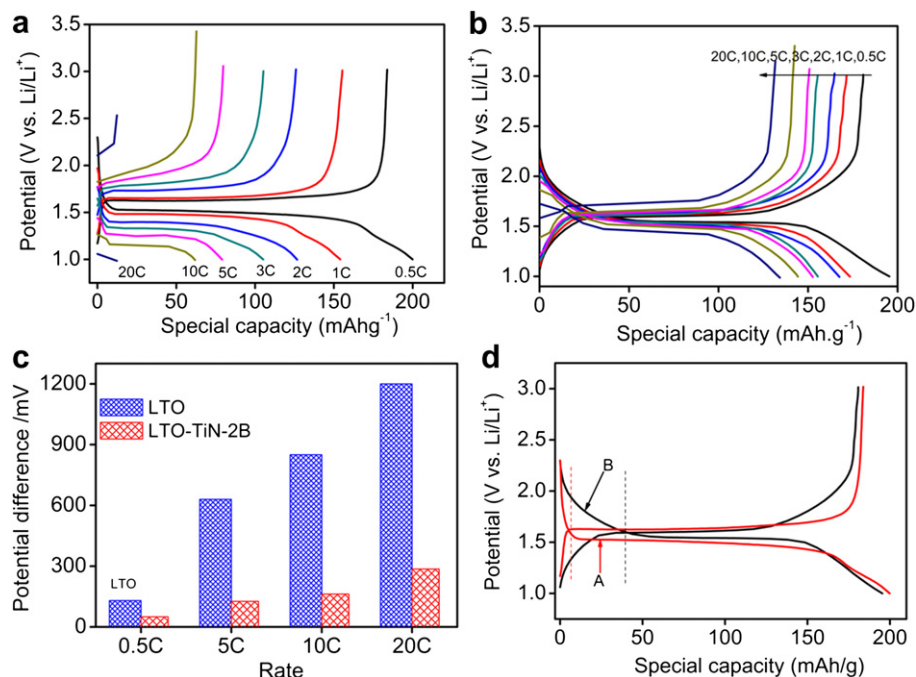 a
3.5
3.0
2.5
2.0
1.5
1.0
Potential (V vs. Li/Li⁺)
20C 10C 5C 3C 2C 1C 0.5C
0 50 100 150 200
Special capacity (mAhg⁻¹)
b
3.5
3.0
2.5
2.0
1.5
1.0
Potential (V vs. Li/Li⁺)
20C,10C,5C,3C,2C,1C,0.5C
0 50 100 150 200
Special capacity (mAh.g⁻¹)
c
1200
900
600
300
0
Potential difference /mV
LTO
LTO-TiN-2B
LTO
0.5C 5C 10C 20C
Rate
d
3.0
2.5
2.0
1.5
1.0
Potential (V vs. Li/Li⁺)
B
A
0 50 100 150 200
Special capacity (mAh/g)